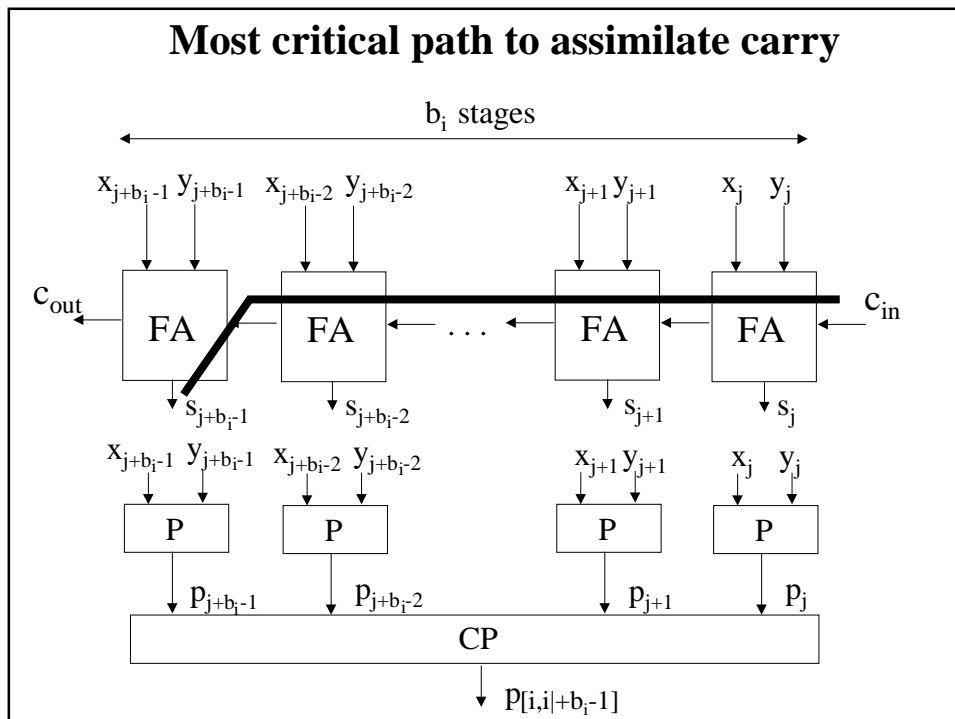 Most critical path to assimilate carry
b_i stages
x_{j+b_i-1} y_{j+b_i-1} x_{j+b_i-2} y_{j+b_i-2} x_{j+1} y_{j+1} x_j y_j
c_out FA FA . . . FA FA c_in
s_{j+b_i-1} s_{j+b_i-2} s_{j+1} s_j
x_{j+b_i-1} y_{j+b_i-1} x_{j+b_i-2} y_{j+b_i-2} x_{j+1} y_{j+1} x_j y_j
P P P P
p_{j+b_i-1} p_{j+b_i-2} p_{j+1} p_j
CP
p_{[i,i|+b_i-1]}